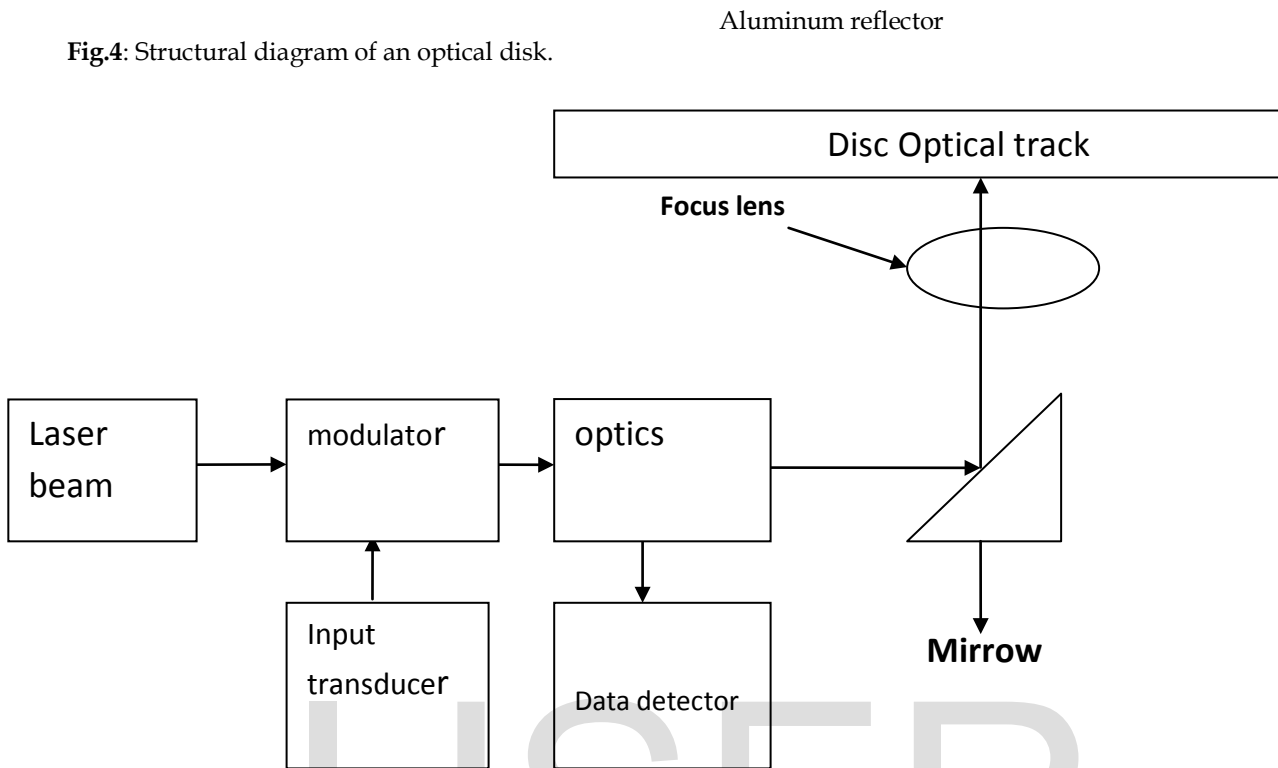 Aluminum reflector
Fig.4: Structural diagram of an optical disk.
Disc Optical track
Focus lens
Laser
beam
modulator
optics
Input
transducer
Data detector
Mirrow